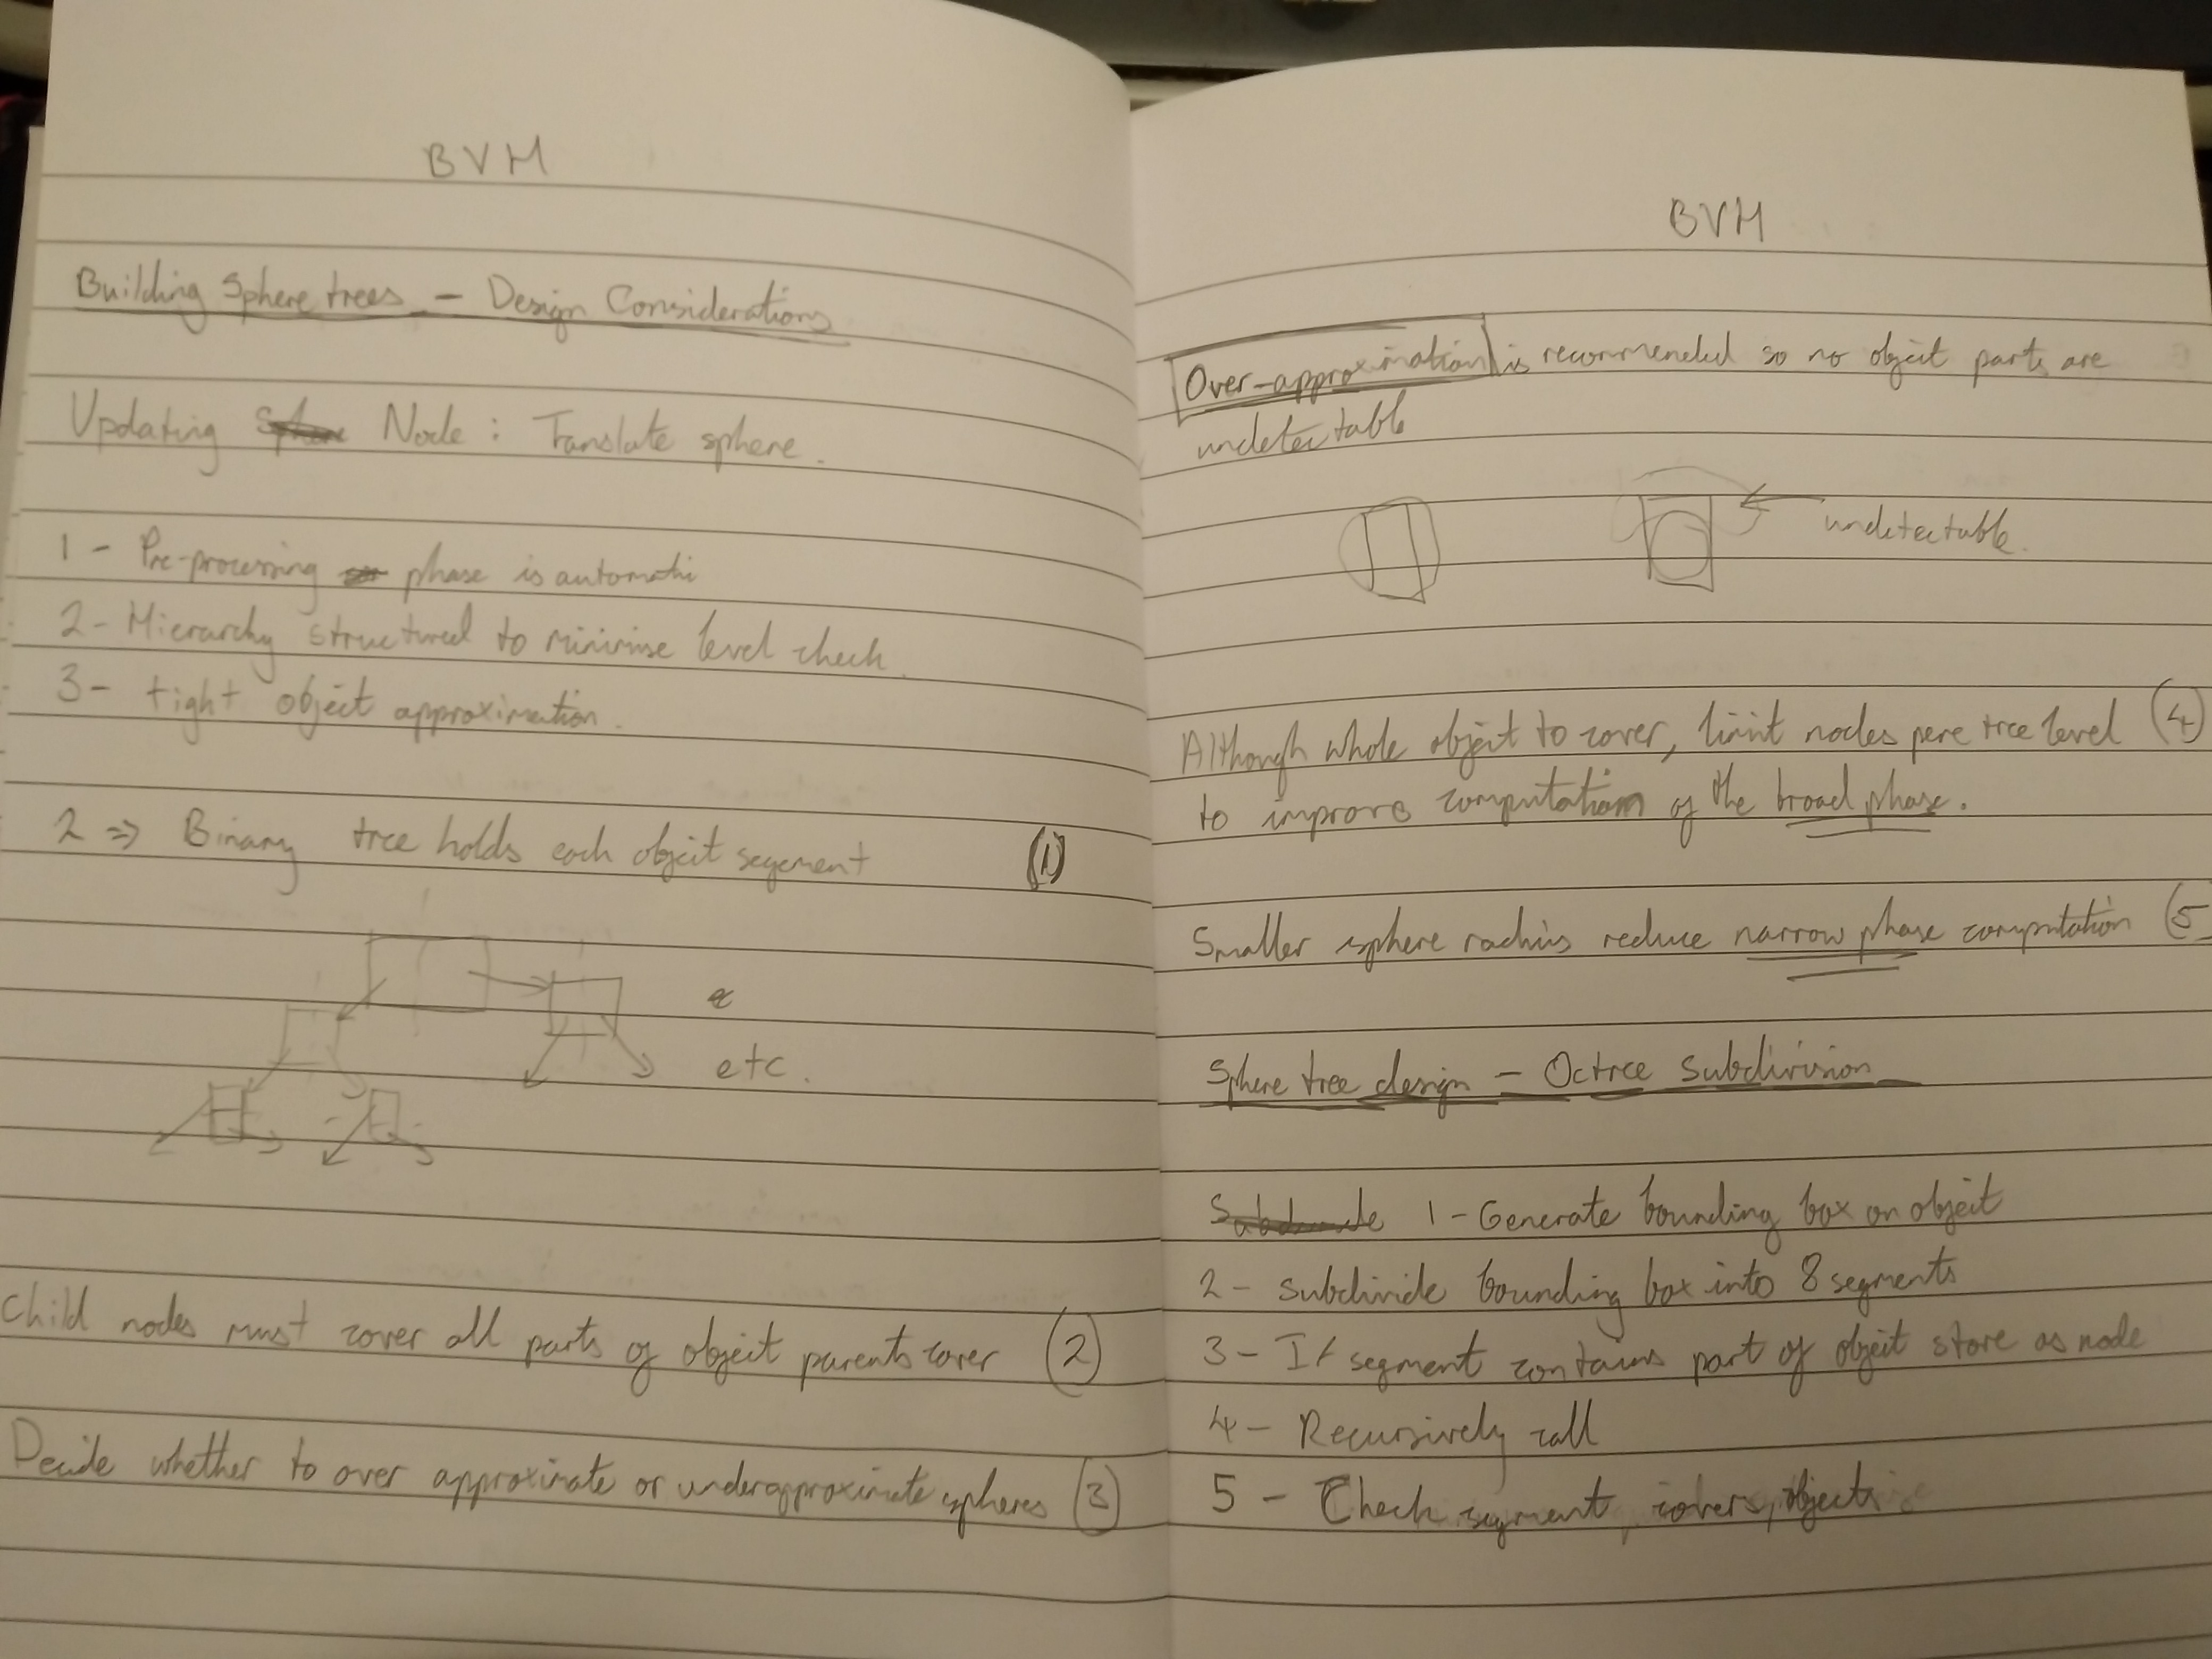 BVH
Building Sphere trees - Design Considerations
Updating Node : Translate sphere.
1 - Pre-processing phase is automatic
2 - Hierarchy structured to minimise level check.
3 - tight object approximation.
2 => Binary tree holds each object segement (1)
e
etc.
Child nodes must cover all parts of object parents cover (2)
Decide whether to over approximate or underapproximate spheres (3)
BVH
Over-approximation is recommended so no object parts are
undetectable
undetectable.
Although whole object to cover, limit nodes pere tree level (4)
to improve computation of the broad phase.
Smaller sphere radius reduce narrow phase computation (5
Sphere tree design - Octree subdivision
1 - Generate bounding box on object
2 - subdivide bounding box into 8 segments
3 - If segment contains part of object store as node
4 - Recursively call
5 - Check segment covers object